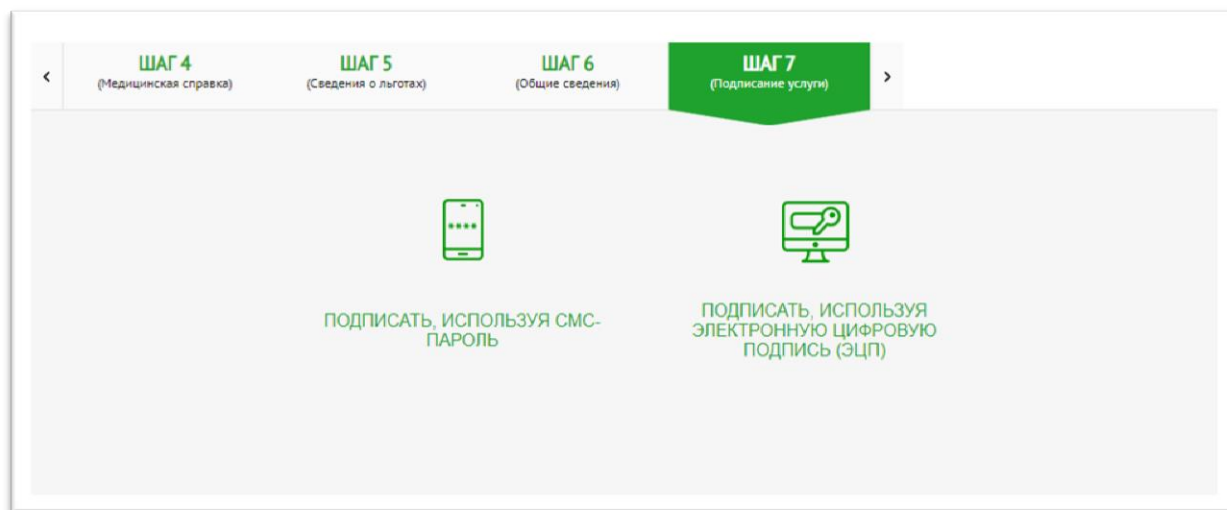 ШАГ 4
(Медицинская справка)
ШАГ 5
(Сведения о льготах)
ШАГ 6
(Общие сведения)
ШАГ 7
(Подписание услуги)
ПОДПИСАТЬ, ИСПОЛЬЗУЯ СМС-
ПАРОЛЬ
ПОДПИСАТЬ, ИСПОЛЬЗУЯ
ЭЛЕКТРОННУЮ ЦИФРОВУЮ
ПОДПИСЬ (ЭЦП)